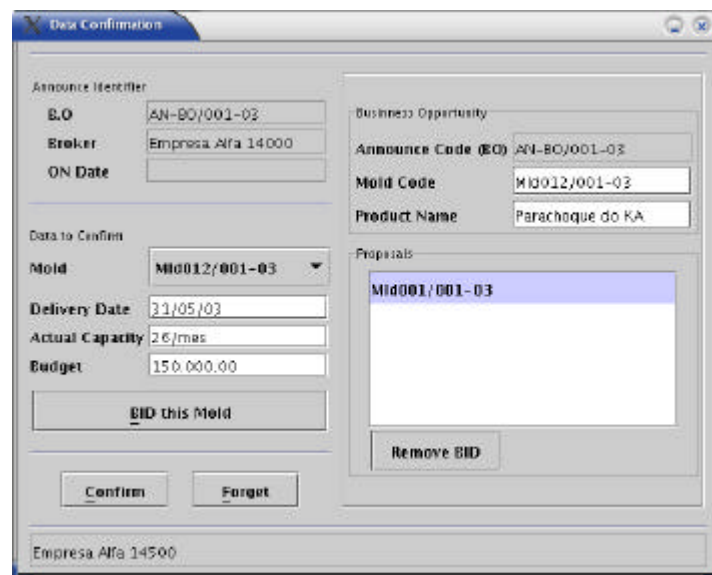 Data Confirmation
Announce Identifier
B.O AN-BO/001-03
Broker Empresa Alfa 14000
ON Date
Data to Confirm
Mold Mld012/001-03
Delivery Date 31/05/03
Actual Capacity 26/mes
Budget 150.000.00
BID this Mold
Confirm Forget
Business Opportunity
Announce Code (BO) AN-BO/001-03
Mold Code Mld012/001-03
Product Name Parachoque do KA
Proposals
Mld001/001-03
Remove BID
Empresa Alfa 14500